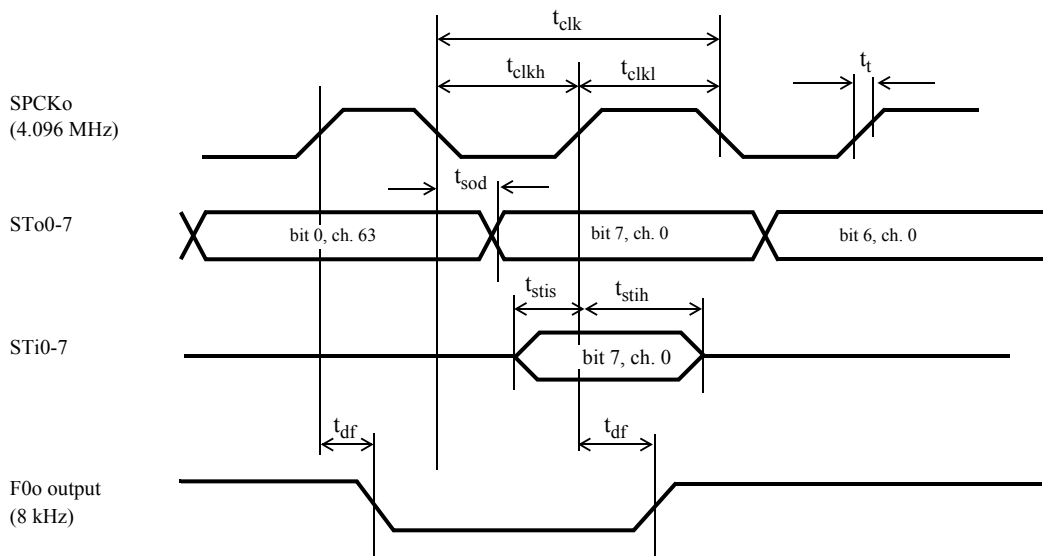 t_clk
t_clkh t_clkl t_t
SPCKo
(4.096 MHz)
t_sod
STo0-7
bit 0, ch. 63 bit 7, ch. 0 bit 6, ch. 0
t_stis t_stih
STi0-7
bit 7, ch. 0
t_df t_df
F0o output
(8 kHz)